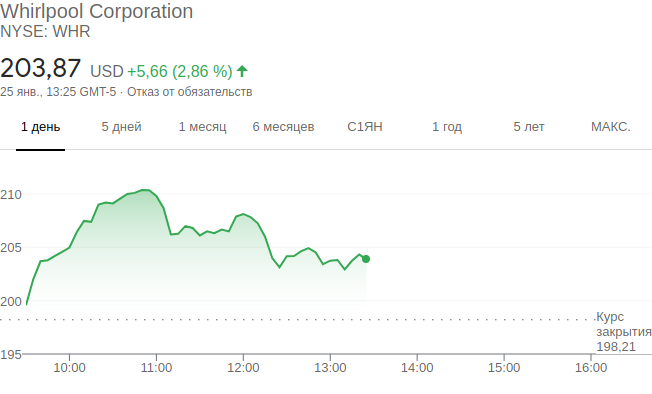 Whirlpool Corporation
NYSE: WHR
203,87 USD +5,66 (2,86 %)
25 янв., 13:25 GMT-5 · Отказ от обязательств
1 день 5 дней 1 месяц 6 месяцев С1ЯН 1 год 5 лет МАКС.
210
205
200
Курс
закрытия
198,21
195
10:00 11:00 12:00 13:00 14:00 15:00 16:00